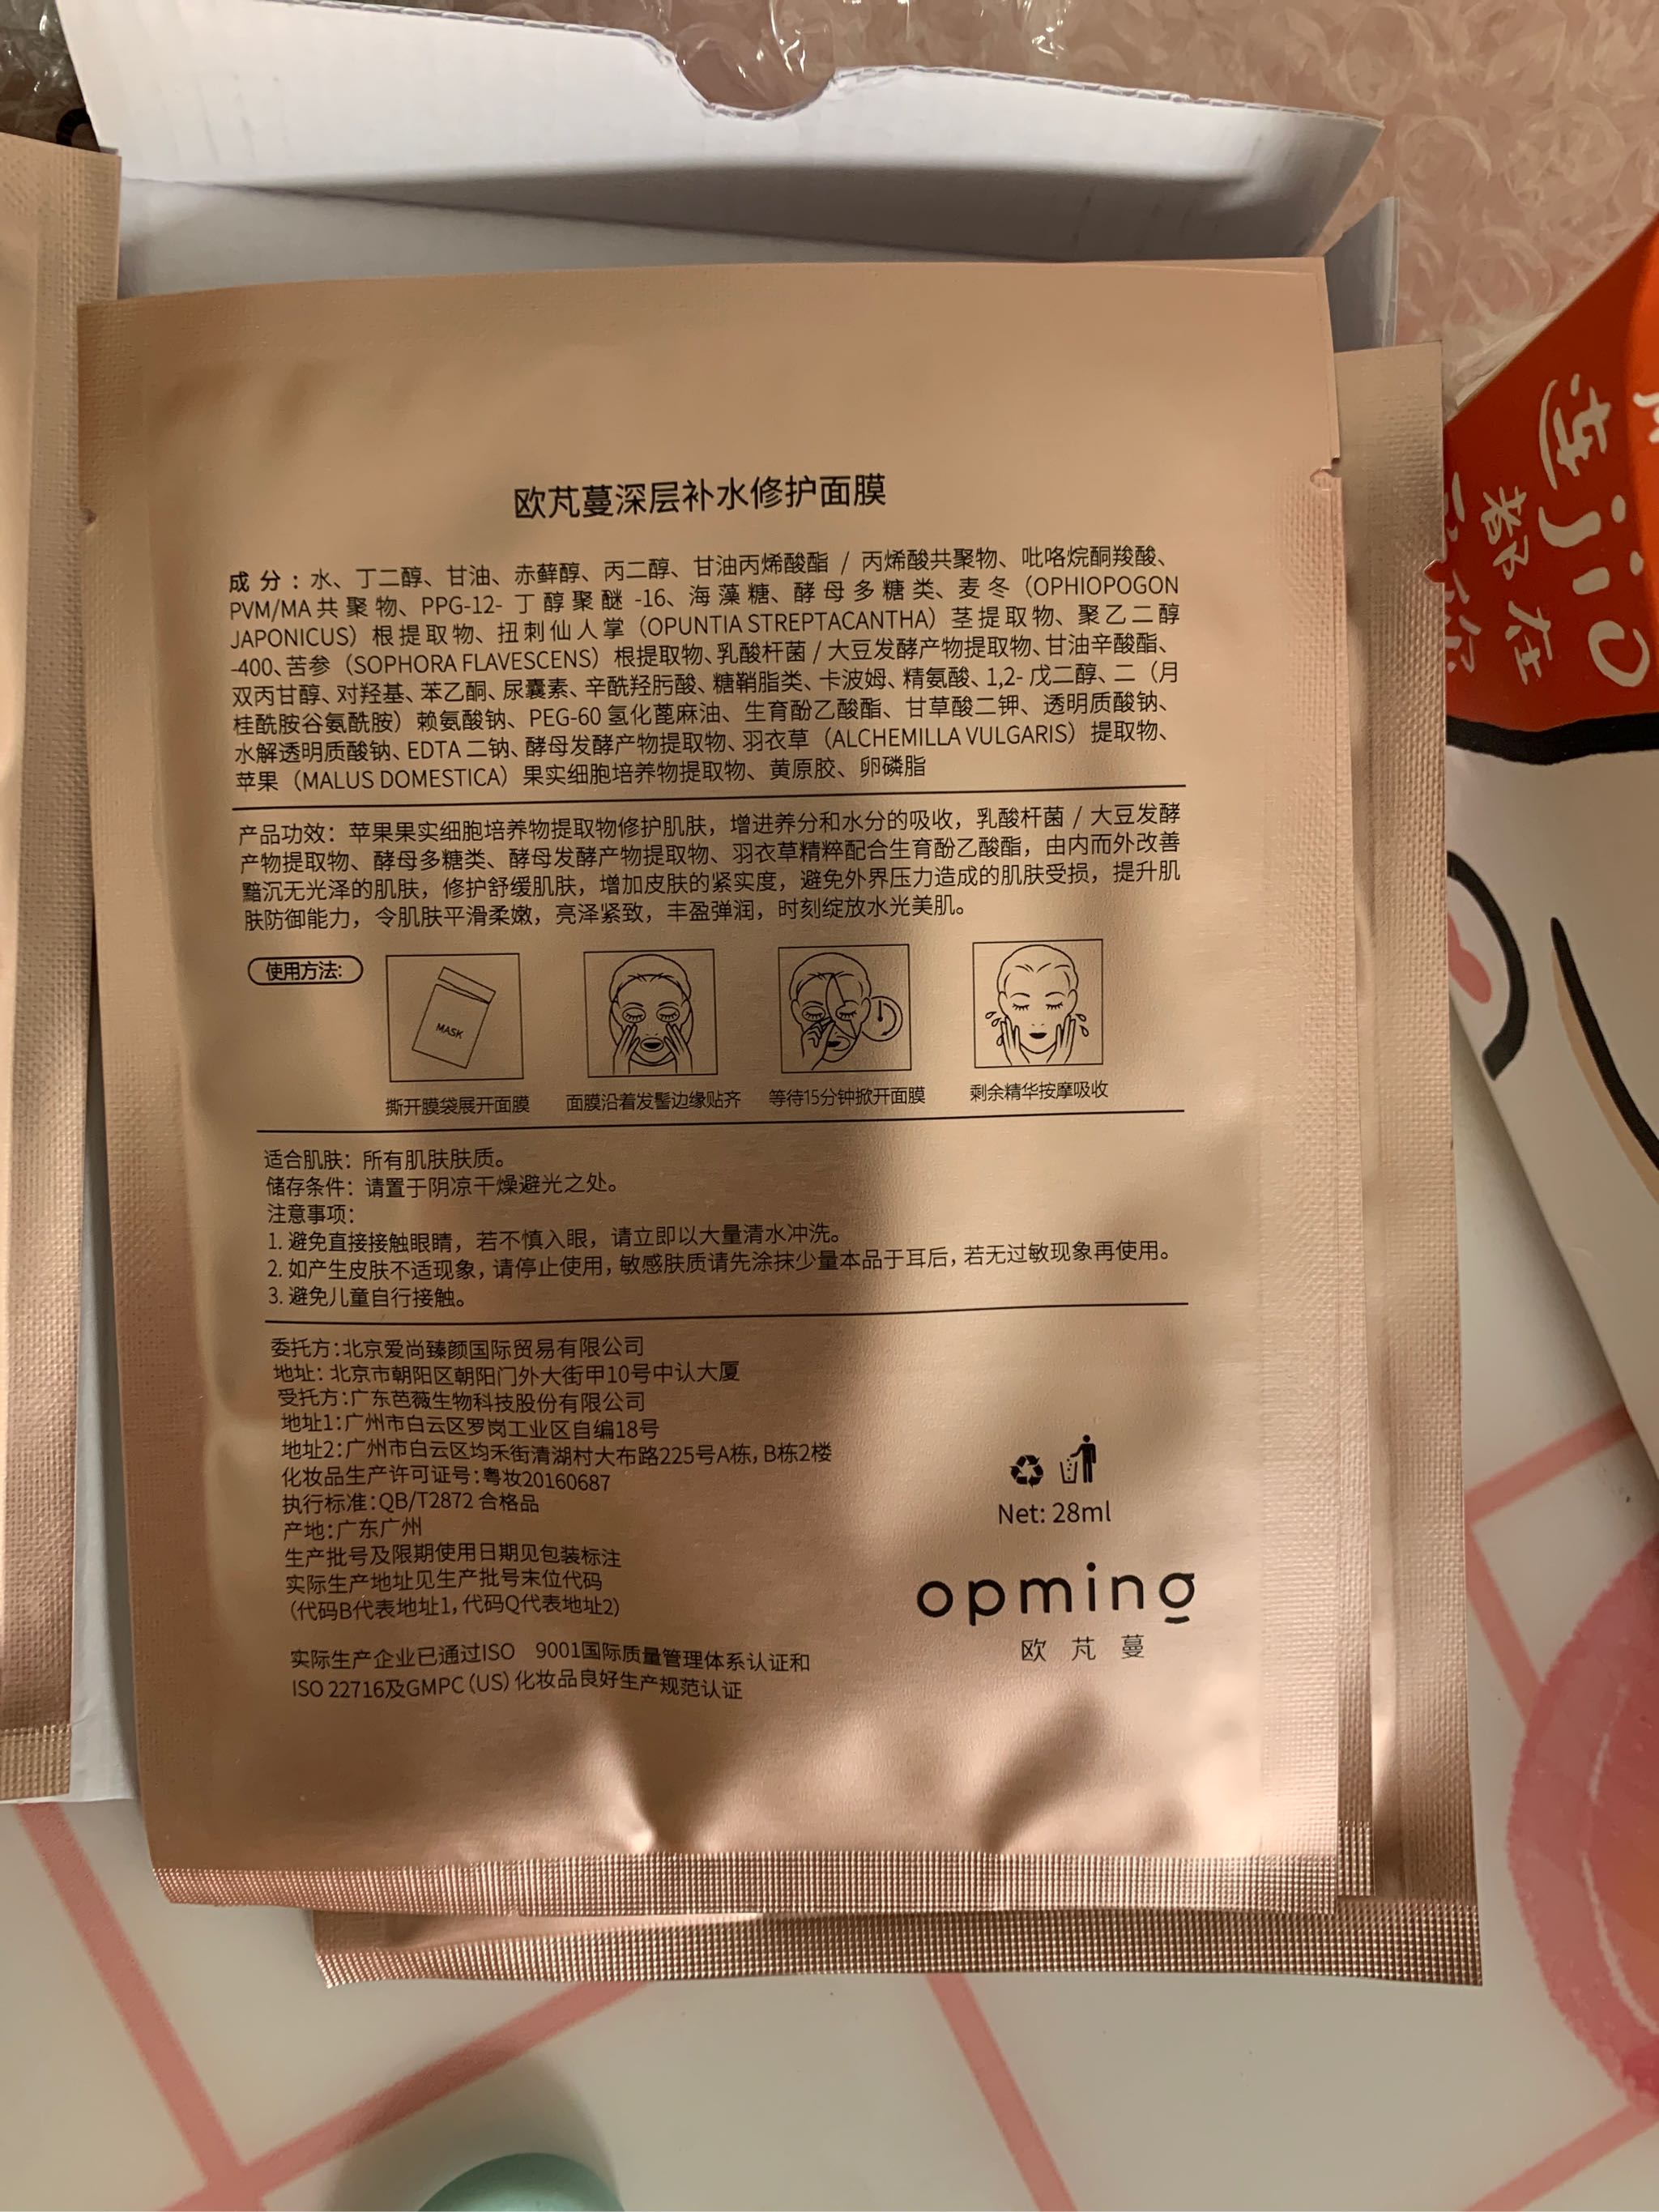 欧芃蔓深层补水修护面膜
成分：水、丁二醇、甘油、赤藓醇、丙二醇、甘油丙烯酸酯 / 丙烯酸共聚物、吡咯烷酮羧酸、
PVM/MA共聚物、PPG-12-丁醇聚醚-16、海藻糖、酵母多糖类、麦冬（OPHIOPOGON
JAPONICUS）根提取物、扭刺仙人掌（OPUNTIA STREPTACANTHA）茎提取物、聚乙二醇
-400、苦参（SOPHORA FLAVESCENS）根提取物、乳酸杆菌 / 大豆发酵产物提取物、甘油辛酸酯、
双丙甘醇、对羟基、苯乙酮、尿囊素、辛酰羟肟酸、糖鞘脂类、卡波姆、精氨酸、1,2-戊二醇、二（月
桂酰胺谷氨酰胺）赖氨酸钠、PEG-60 氢化蓖麻油、生育酚乙酸酯、甘草酸二钾、透明质酸钠、
水解透明质酸钠、EDTA 二钠、酵母发酵产物提取物、羽衣草（ALCHEMILLA VULGARIS）提取物、
苹果（MALUS DOMESTICA）果实细胞培养物提取物、黄原胶、卵磷脂
产品功效：苹果果实细胞培养物提取物修护肌肤，增进养分和水分的吸收，乳酸杆菌 / 大豆发酵
产物提取物、酵母多糖类、酵母发酵产物提取物、羽衣草精粹配合生育酚乙酸酯，由内而外改善
黯沉无光泽的肌肤，修护舒缓肌肤，增加皮肤的紧实度，避免外界压力造成的肌肤受损，提升肌
肤防御能力，令肌肤平滑柔嫩，亮泽紧致，丰盈弹润，时刻绽放水光美肌。
使用方法:
MASK
撕开膜袋展开面膜
面膜沿着发髻边缘贴齐
等待15分钟掀开面膜
剩余精华按摩吸收
适合肌肤：所有肌肤肤质。
储存条件：请置于阴凉干燥避光之处。
注意事项：
1. 避免直接接触眼睛，若不慎入眼，请立即以大量清水冲洗。
2. 如产生皮肤不适现象，请停止使用，敏感肤质请先涂抹少量本品于耳后，若无过敏现象再使用。
3. 避免儿童自行接触。
委托方：北京爱尚臻颜国际贸易有限公司
地址：北京市朝阳区朝阳门外大街甲10号中认大厦
受托方：广东芭薇生物科技股份有限公司
地址1：广州市白云区罗岗工业区自编18号
地址2：广州市白云区均禾街清湖村大布路225号A栋，B栋2楼
化妆品生产许可证号：粤妆20160687
执行标准：QB/T2872 合格品
产地：广东广州
生产批号及限期使用日期见包装标注
实际生产地址见生产批号末位代码
（代码B代表地址1，代码Q代表地址2）
实际生产企业已通过ISO 9001国际质量管理体系认证和
ISO 22716及GMPC（US）化妆品良好生产规范认证
Net: 28ml
opming
欧芃蔓
连jio
都在